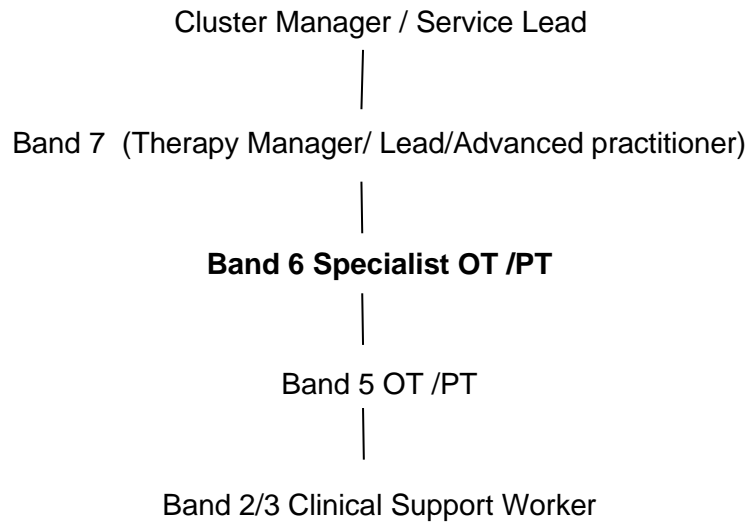 Cluster Manager / Service Lead
Band 7  (Therapy Manager/ Lead/Advanced practitioner)
Band 6 Specialist OT /PT
Band 5 OT /PT
Band 2/3 Clinical Support Worker